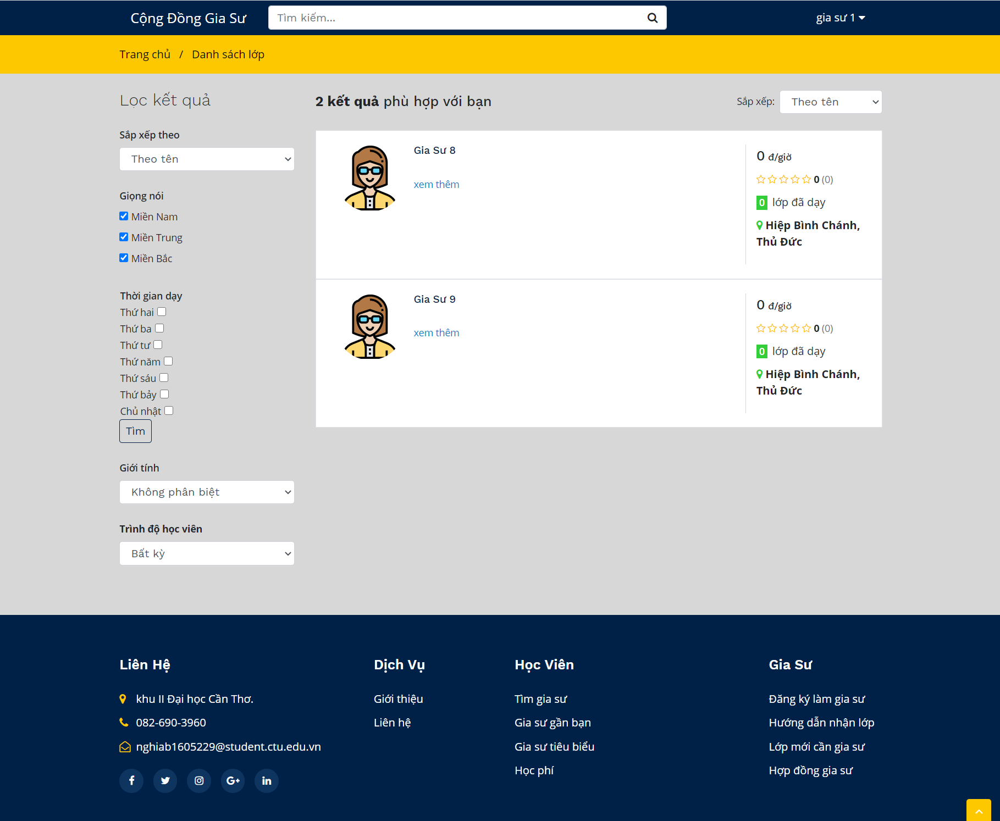 Cộng Đồng Gia Sư
Tìm kiếm...
gia sư 1
Trang chủ / Danh sách lớp
Lọc kết quả
Sắp xếp theo
Theo tên
Giọng nói
Miền Nam
Miền Trung
Miền Bắc
Thời gian dạy
Thứ hai
Thứ ba
Thứ tư
Thứ năm
Thứ sáu
Thứ bảy
Chủ nhật
Tìm
Giới tính
Không phân biệt
Trình độ học viên
Bất kỳ
2 kết quả phù hợp với bạn
Sắp xếp:
Theo tên
Gia Sư 8
xem thêm
0 đ/giờ
0 (0)
0 lớp đã dạy
Hiệp Bình Chánh,
Thủ Đức
Gia Sư 9
xem thêm
0 đ/giờ
0 (0)
0 lớp đã dạy
Hiệp Bình Chánh,
Thủ Đức
Liên Hệ
khu II Đại học Cần Thơ.
082-690-3960
nghiab1605229@student.ctu.edu.vn
Dịch Vụ
Giới thiệu
Liên hệ
Học Viên
Tìm gia sư
Gia sư gần bạn
Gia sư tiêu biểu
Học phí
Gia Sư
Đăng ký làm gia sư
Hướng dẫn nhận lớp
Lớp mới cần gia sư
Hợp đồng gia sư